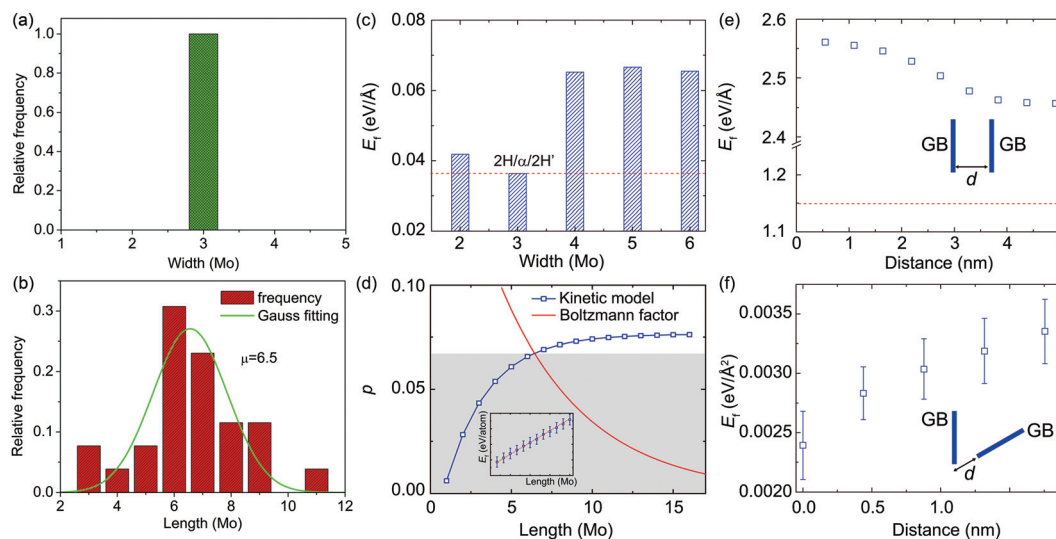 (a)
Relative frequency
1.0
0.8
0.6
0.4
0.2
0.0
1 2 3 4 5
Width (Mo)
(b)
Relative frequency
0.3
0.2
0.1
0.0
frequency
Gauss fitting
μ=6.5
2 4 6 8 10 12
Length (Mo)
(c)
Ef (eV/Å)
0.08
0.06
0.04
0.02
2H/α/2H'
2 3 4 5 6
Width (Mo)
(d)
p
0.10
0.05
0.00
Kinetic model
Boltzmann factor
Ef (eV/atom)
Length (Mo)
0 5 10 15
Length (Mo)
(e)
Ef (eV/Å)
2.6
2.5
2.4
1.2
1.1
GB GB
d
0 1 2 3 4
Distance (nm)
(f)
Ef (eV/Å²)
0.0035
0.0030
0.0025
0.0020
GB
GB
d
0.0 0.5 1.0 1.5
Distance (nm)